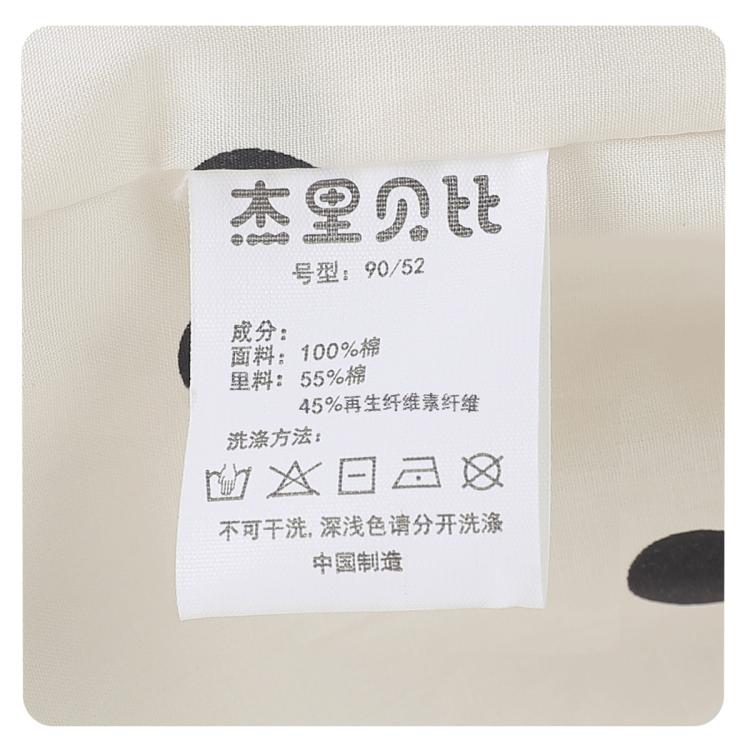 杰里贝比
号型：90/52
成分：
面料：100%棉
里料：55%棉
45%再生纤维素纤维
洗涤方法：
不可干洗,深浅色请分开洗涤
中国制造